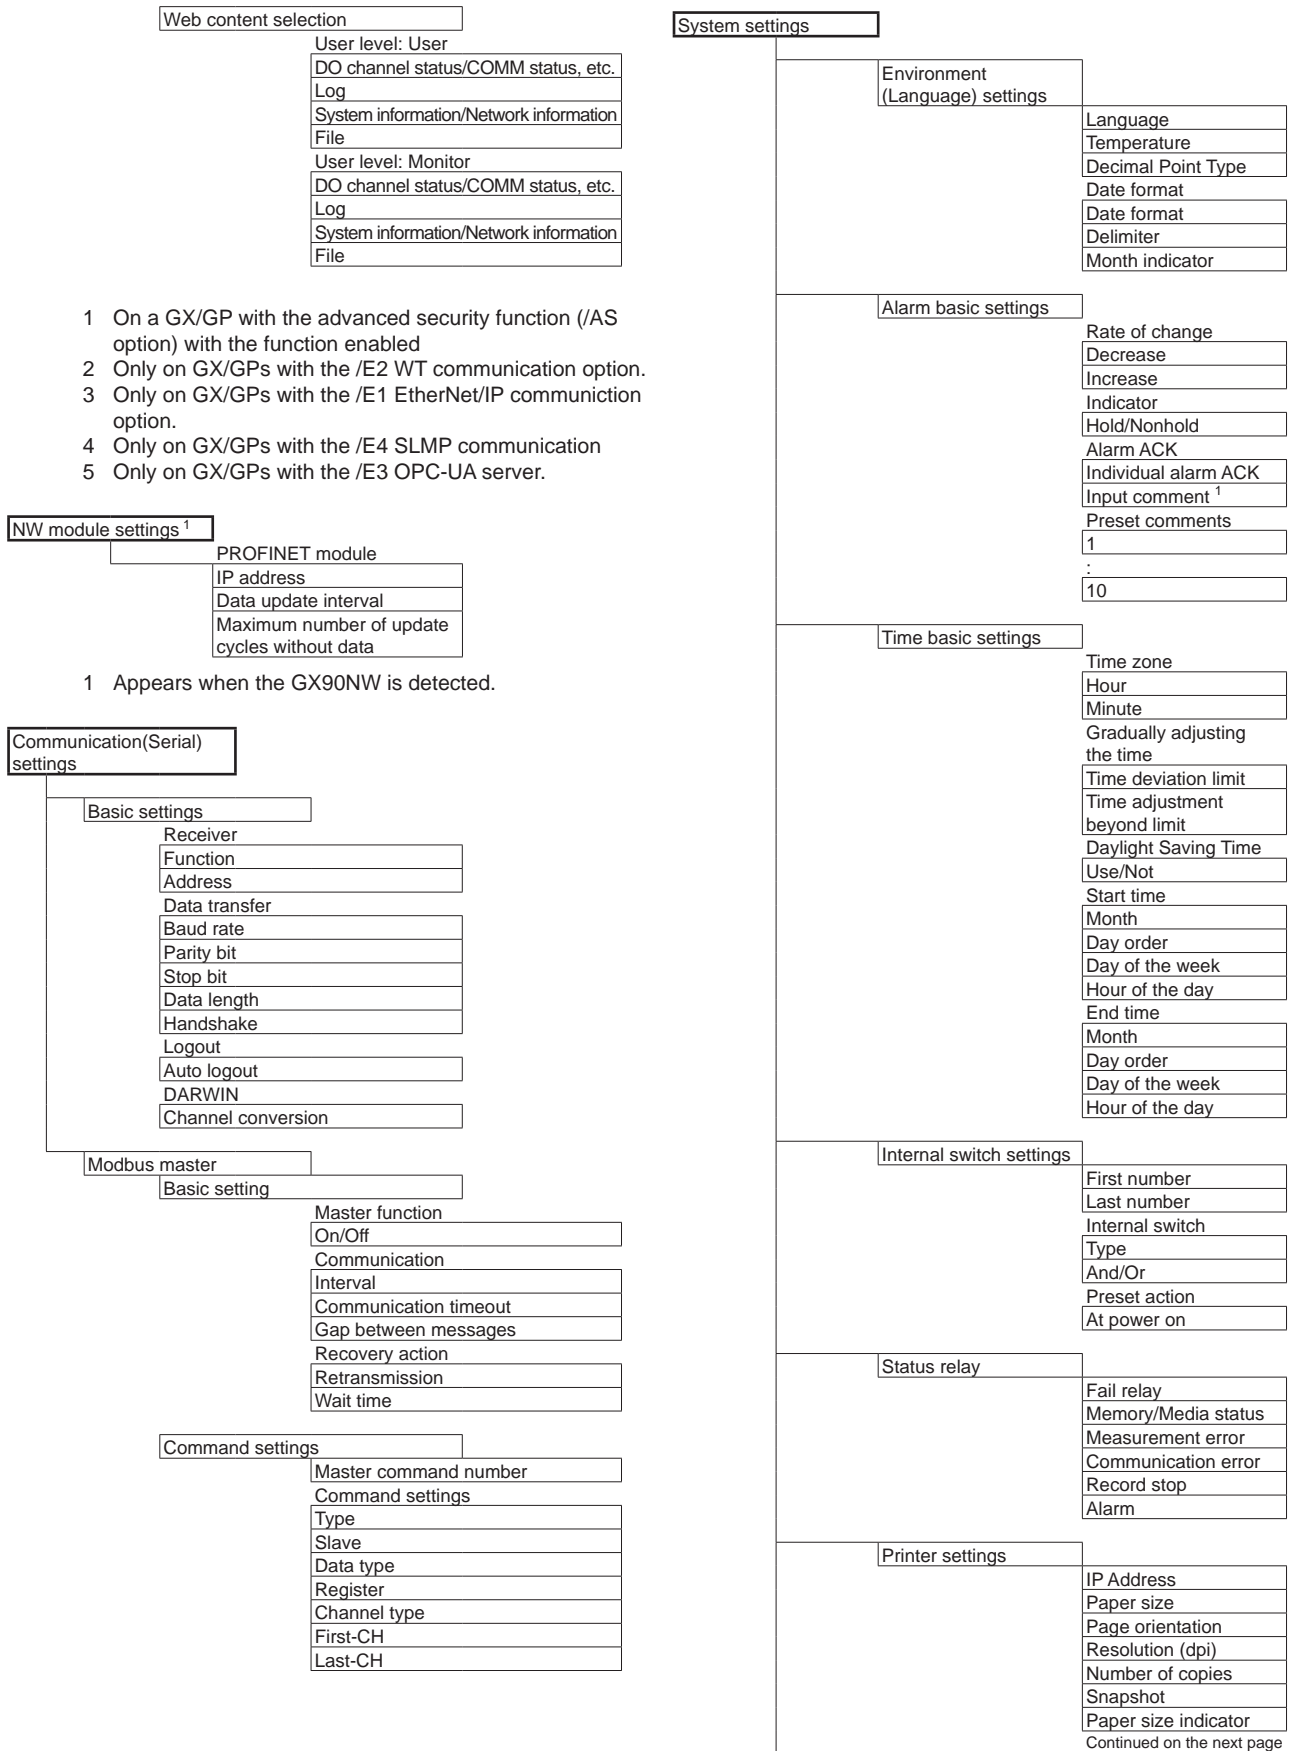 Web content selection
User level: User
DO channel status/COMM status, etc.
Log
System information/Network information
File
User level: Monitor
DO channel status/COMM status, etc.
Log
System information/Network information
File
1 On a GX/GP with the advanced security function (/AS
option) with the function enabled
2 Only on GX/GPs with the /E2 WT communication option.
3 Only on GX/GPs with the /E1 EtherNet/IP communiction
option.
4 Only on GX/GPs with the /E4 SLMP communication
5 Only on GX/GPs with the /E3 OPC-UA server.
NW module settings 1
PROFINET module
IP address
Data update interval
Maximum number of update
cycles without data
1 Appears when the GX90NW is detected.
Communication(Serial)
settings
Basic settings
Receiver
Function
Address
Data transfer
Baud rate
Parity bit
Stop bit
Data length
Handshake
Logout
Auto logout
DARWIN
Channel conversion
Modbus master
Basic setting
Master function
On/Off
Communication
Interval
Communication timeout
Gap between messages
Recovery action
Retransmission
Wait time
Command settings
Master command number
Command settings
Type
Slave
Data type
Register
Channel type
First-CH
Last-CH
System settings
Environment
(Language) settings
Language
Temperature
Decimal Point Type
Date format
Date format
Delimiter
Month indicator
Alarm basic settings
Rate of change
Decrease
Increase
Indicator
Hold/Nonhold
Alarm ACK
Individual alarm ACK
Input comment 1
Preset comments
1
:
10
Time basic settings
Time zone
Hour
Minute
Gradually adjusting
the time
Time deviation limit
Time adjustment
beyond limit
Daylight Saving Time
Use/Not
Start time
Month
Day order
Day of the week
Hour of the day
End time
Month
Day order
Day of the week
Hour of the day
Internal switch settings
First number
Last number
Internal switch
Type
And/Or
Preset action
At power on
Status relay
Fail relay
Memory/Media status
Measurement error
Communication error
Record stop
Alarm
Printer settings
IP Address
Paper size
Page orientation
Resolution (dpi)
Number of copies
Snapshot
Paper size indicator
Continued on the next page